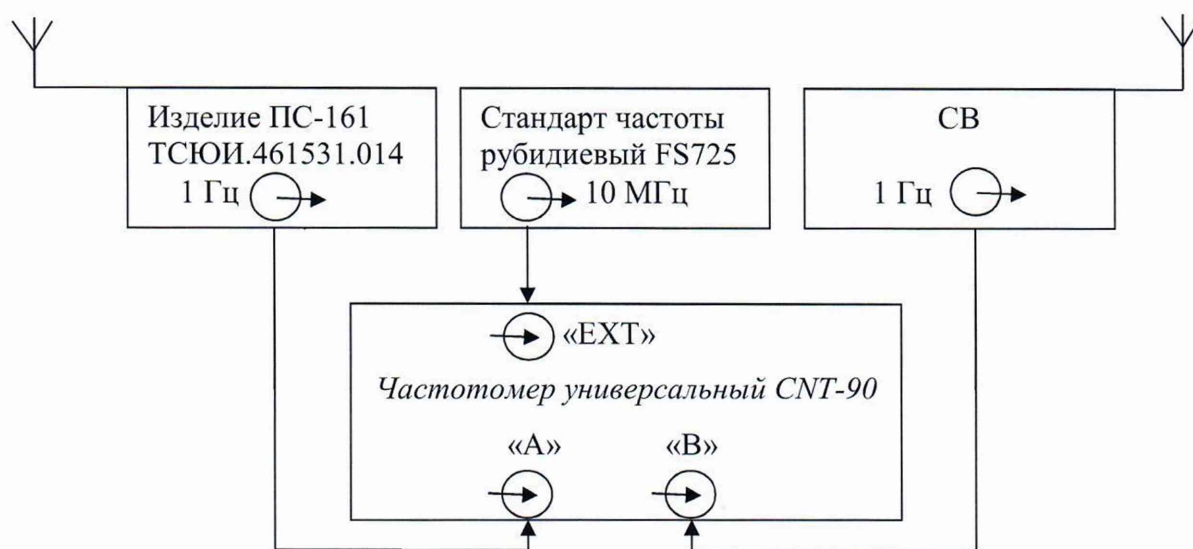 Изделие ПС-161
ТСЮИ.461531.014
1 Гц
Стандарт частоты
рубидиевый FS725
10 МГц
СВ
1 Гц
«EXT»
Частотомер универсальный CNT-90
«А»
«В»